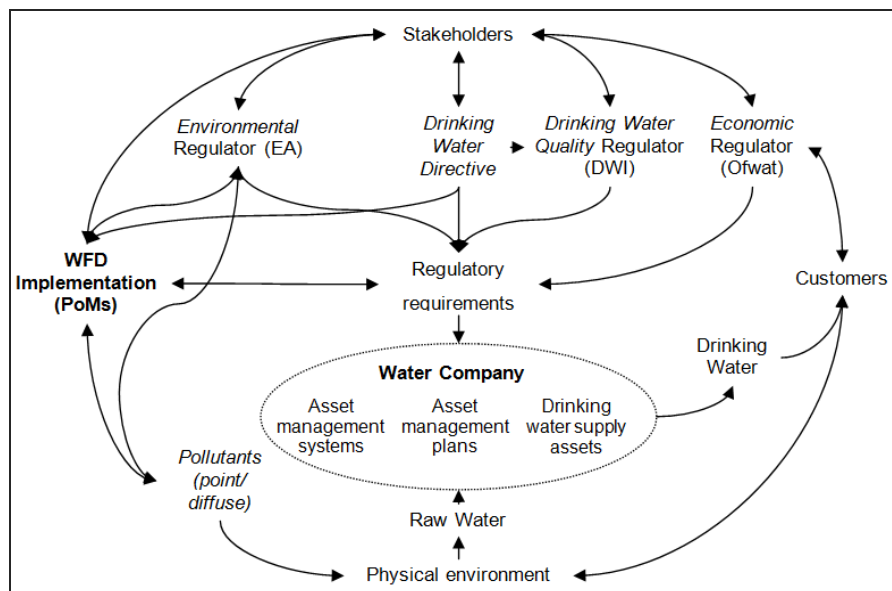 Stakeholders
Environmental
Regulator (EA)
Drinking
Water
Directive
Drinking Water
Quality Regulator
(DWI)
Economic
Regulator
(Ofwat)
WFD
Implementation
(PoMs)
Regulatory
requirements
Customers
Water Company
Asset
management
systems
Asset
management
plans
Drinking
water supply
assets
Drinking
Water
Pollutants
(point/
diffuse)
Raw Water
Physical environment